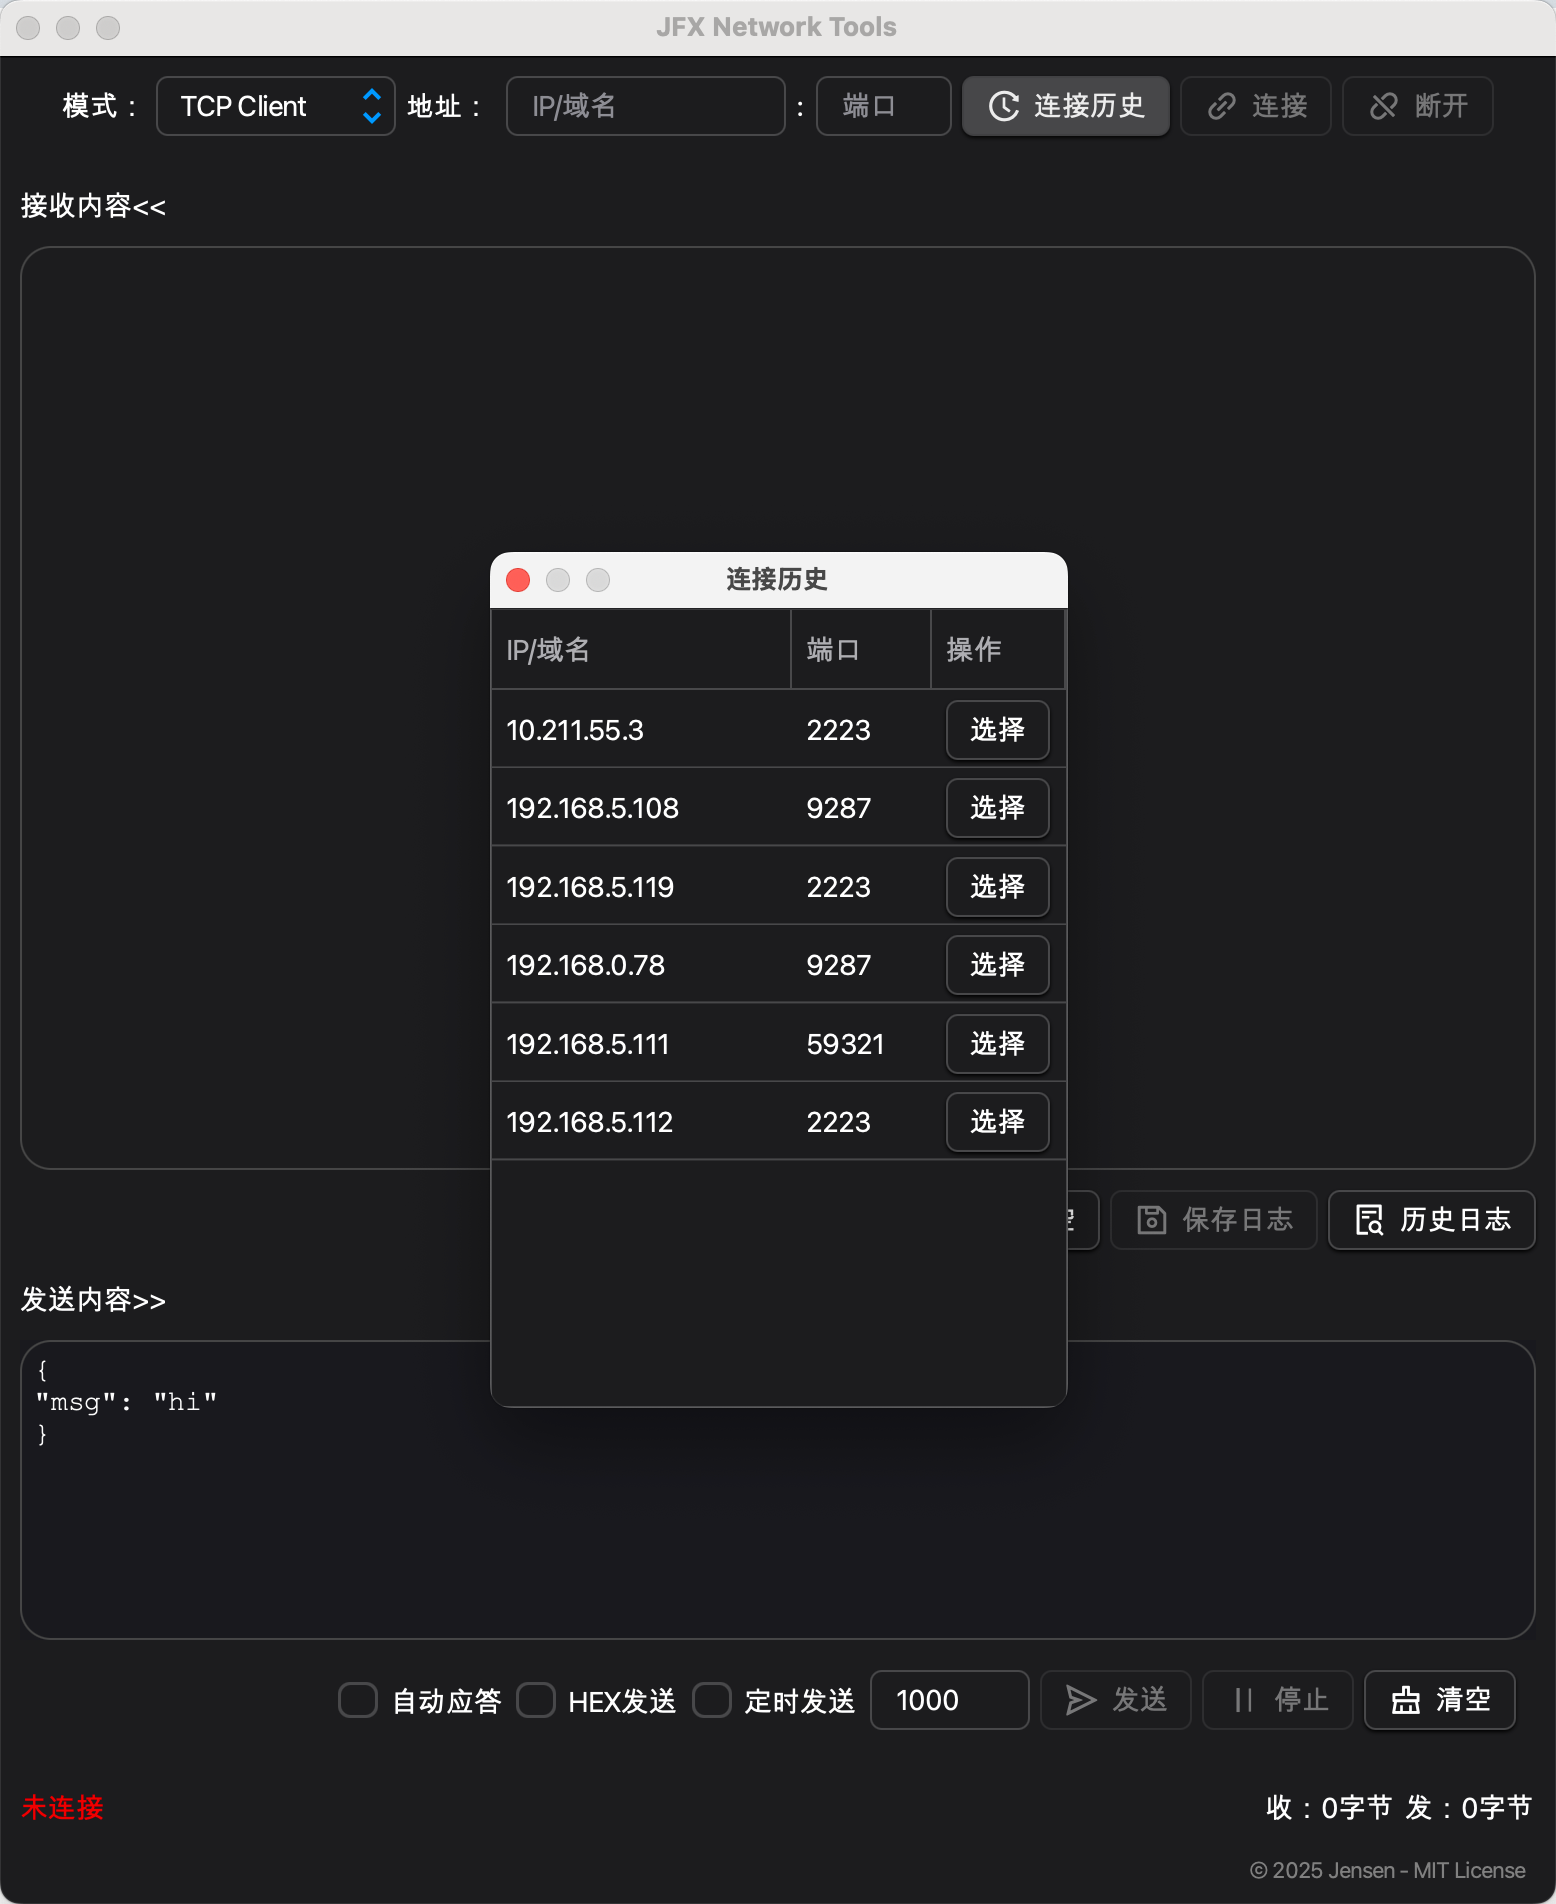 JFX Network Tools
模式： TCP Client 地址： IP/域名 : 端口 连接历史 连接 断开
接收内容<<
连接历史
IP/域名 端口 操作
10.211.55.3 2223 选择
192.168.5.108 9287 选择
192.168.5.119 2223 选择
192.168.0.78 9287 选择
192.168.5.111 59321 选择
192.168.5.112 2223 选择
保存日志 历史日志
发送内容>>
{
"msg": "hi"
}
自动应答 HEX发送 定时发送 1000 发送 停止 清空
未连接 收：0字节 发：0字节
© 2025 Jensen - MIT License